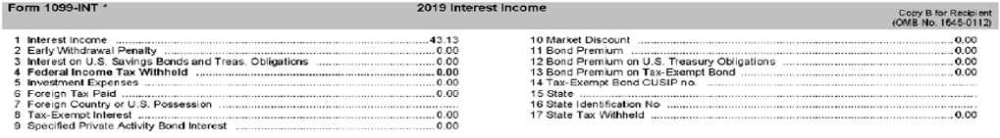 Form 1099-INT *
2019 Interest Income
Copy B for Recipient
(OMB No. 1545-0112)
1 Interest Income 43.13
2 Early Withdrawal Penalty 0.00
3 Interest on U.S. Savings Bonds and Treas. Obligations 0.00
4 Federal Income Tax Withheld 0.00
5 Investment Expenses 0.00
6 Foreign Tax Paid 0.00
7 Foreign Country or U.S. Possession
8 Tax-Exempt Interest 0.00
9 Specified Private Activity Bond Interest 0.00
10 Market Discount 0.00
11 Bond Premium 0.00
12 Bond Premium on U.S. Treasury Obligations 0.00
13 Bond Premium on Tax-Exempt Bond 0.00
14 Tax-Exempt Bond CUSIP no.
15 State
16 State Identification No
17 State Tax Withheld 0.00